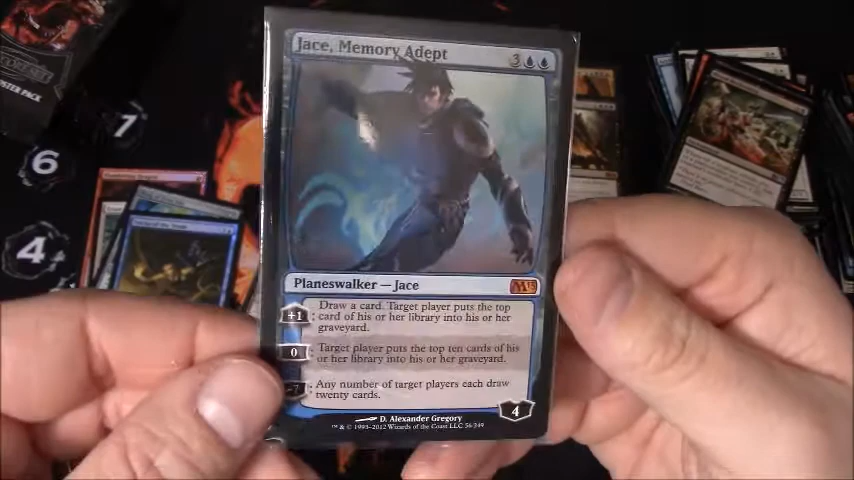 Jace, Memory Adept
3
Planeswalker — Jace
M13
+1 : Draw a card. Target player puts the top
card of his or her library into his or her
graveyard.
0 : Target player puts the top ten cards of his
or her library into his or her graveyard.
-7 : Any number of target players each draw
twenty cards.
D. Alexander Gregory
4
™ & © 1993–2012 Wizards of the Coast LLC 56/249
PACK
7
6
4